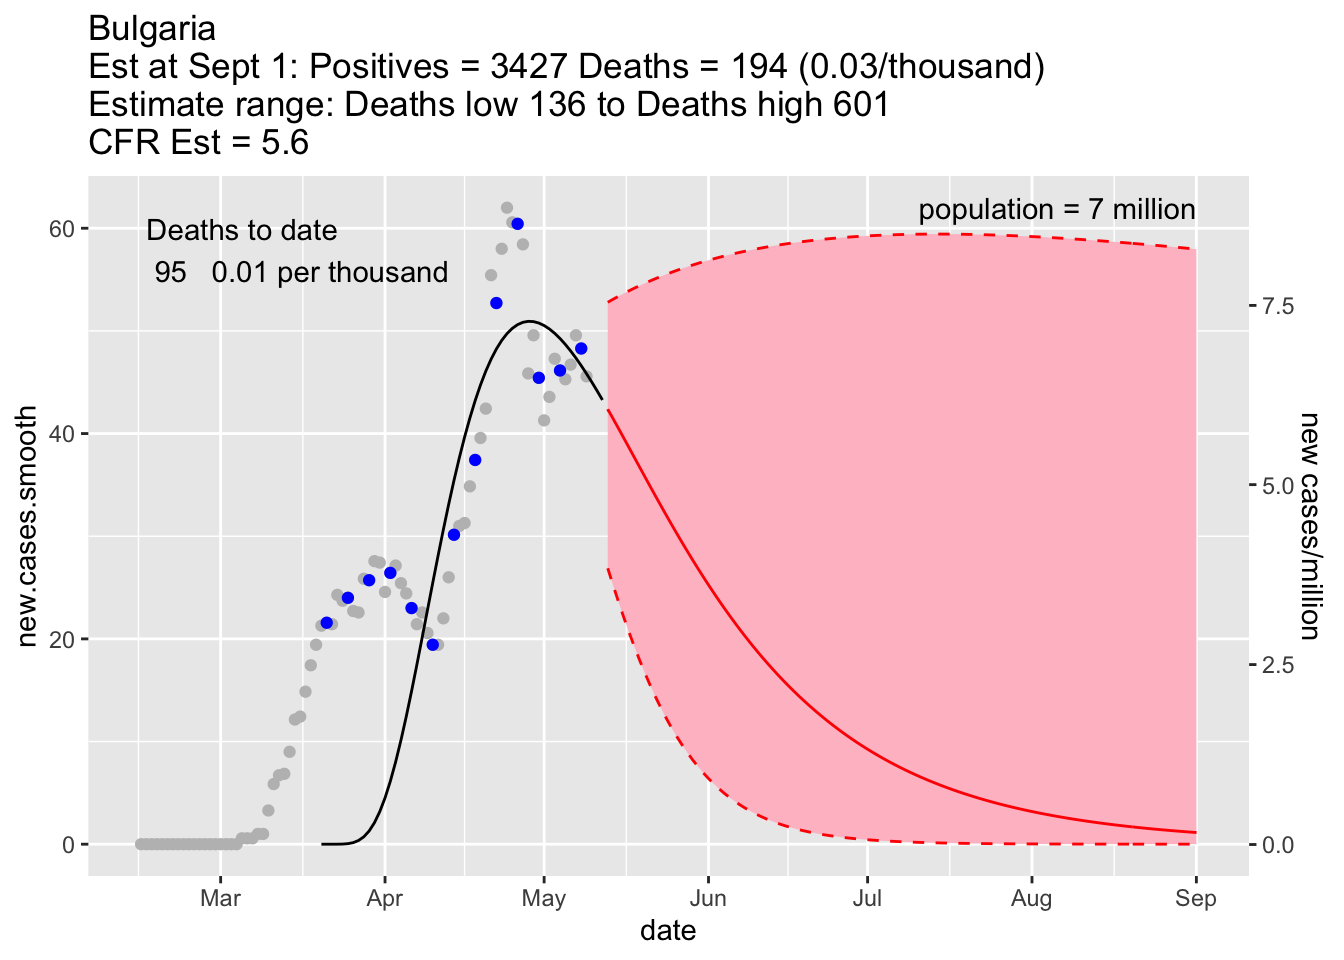 Bulgaria
Est at Sept 1: Positives = 3427 Deaths = 194 (0.03/thousand)
Estimate range: Deaths low 136 to Deaths high 601
CFR Est = 5.6
population = 7 million
Deaths to date
95 0.01 per thousand
new.cases.smooth
60
40
20
0
7.5
5.0
2.5
0.0
new cases/million
Mar Apr May Jun Jul Aug Sep
date